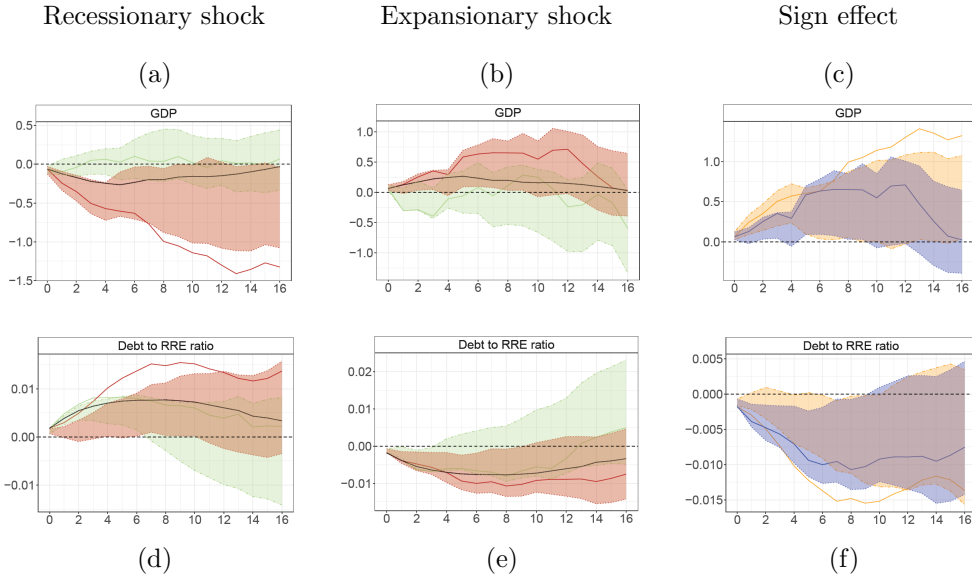 Recessionary shock Expansionary shock Sign effect
(a) (b) (c)
GDP GDP GDP
0.5
0.0
−0.5
−1.0
−1.5
0 2 4 6 8 10 12 14 16
1.0
0.5
0.0
−0.5
−1.0
0 2 4 6 8 10 12 14 16
1.0
0.5
0.0
0 2 4 6 8 10 12 14 16
Debt to RRE ratio Debt to RRE ratio Debt to RRE ratio
0.01
0.00
−0.01
0 2 4 6 8 10 12 14 16
0.02
0.01
0.00
−0.01
0 2 4 6 8 10 12 14 16
0.005
0.000
−0.005
−0.010
−0.015
0 2 4 6 8 10 12 14 16
(d) (e) (f)